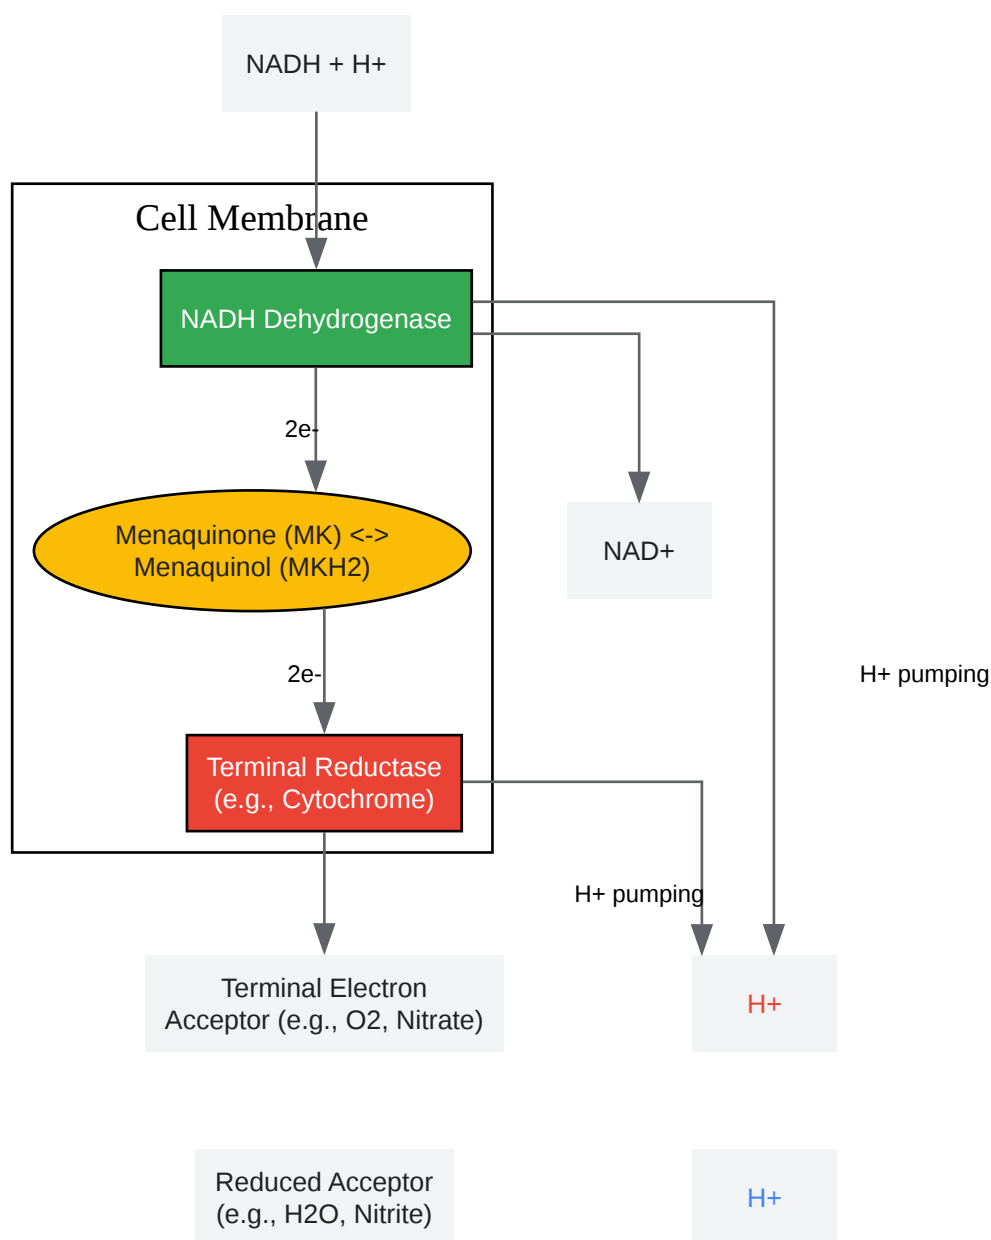 NADH + H+
Cell Membrane
NADH Dehydrogenase
2e-
Menaquinone (MK) <->
Menaquinol (MKH2)
NAD+
2e-
H+ pumping
Terminal Reductase
(e.g., Cytochrome)
H+ pumping
Terminal Electron
Acceptor (e.g., O2, Nitrate)
H+
Reduced Acceptor
(e.g., H2O, Nitrite)
H+